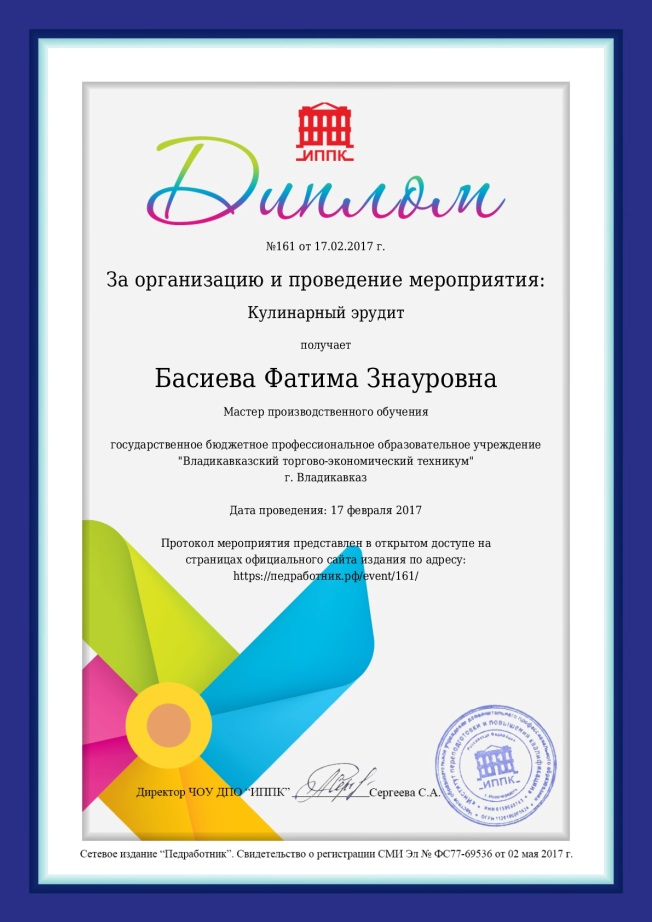 ИППК
Диплом
№161 от 17.02.2017 г.
За организацию и проведение мероприятия:
Кулинарный эрудит
получает
Басиева Фатима Знауровна
Мастер производственного обучения
государственное бюджетное профессиональное образовательное учреждение
"Владикавказский торгово-экономический техникум"
г. Владикавказ
Дата проведения: 17 февраля 2017
Протокол мероприятия представлен в открытом доступе на
страницах официального сайта издания по адресу:
https://педработник.рф/event/161/
ИППК
Директор ЧОУ ДПО “ИППК” Сергеева С.А.
Сетевое издание “Педработник”. Свидетельство о регистрации СМИ Эл № ФС77-69536 от 02 мая 2017 г.